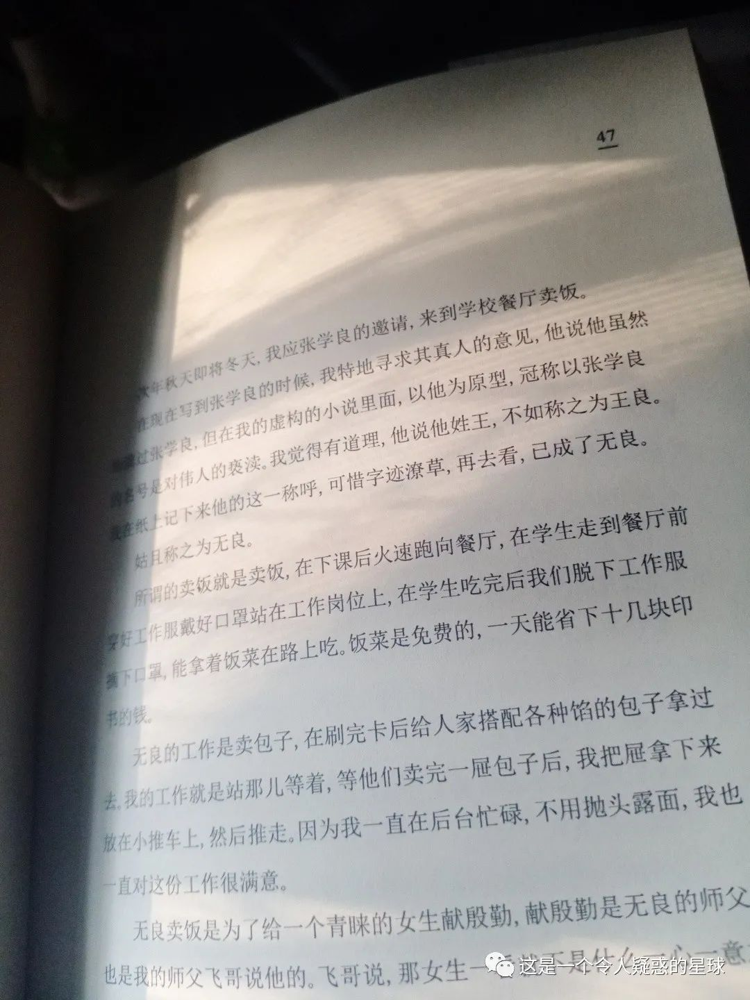 47
次年秋天即将冬天,我应张学良的邀请,来到学校餐厅卖饭。
在现在写到张学良的时候,我特地寻求其真人的意见,他说他虽然
过张学良,但在我的虚构的小说里面,以他为原型,冠称以张学良
的名号是对伟人的亵渎。我觉得有道理,他说他姓王,不如称之为王良。
我在纸上记下来他的这一称呼,可惜字迹潦草,再去看,已成了无良。
姑且称之为无良。
所谓的卖饭就是卖饭,在下课后火速跑向餐厅,在学生走到餐厅前
穿好工作服戴好口罩站在工作岗位上,在学生吃完后我们脱下工作服
摘下口罩,能拿着饭菜在路上吃。饭菜是免费的,一天能省下十几块印
书的钱。
无良的工作是卖包子,在刷完卡后给人家搭配各种馅的包子拿过
去。我的工作就是站那儿等着,等他们卖完一屉包子后,我把屉拿下来
放在小推车上,然后推走。因为我一直在后台忙碌,不用抛头露面,我也
一直对这份工作很满意。
无良卖饭是为了给一个青睐的女生献殷勤,献殷勤是无良的师父
也是我的师父飞哥说他的。飞哥说,那女生一不是什么心一意
这是一个令人疑惑的星球